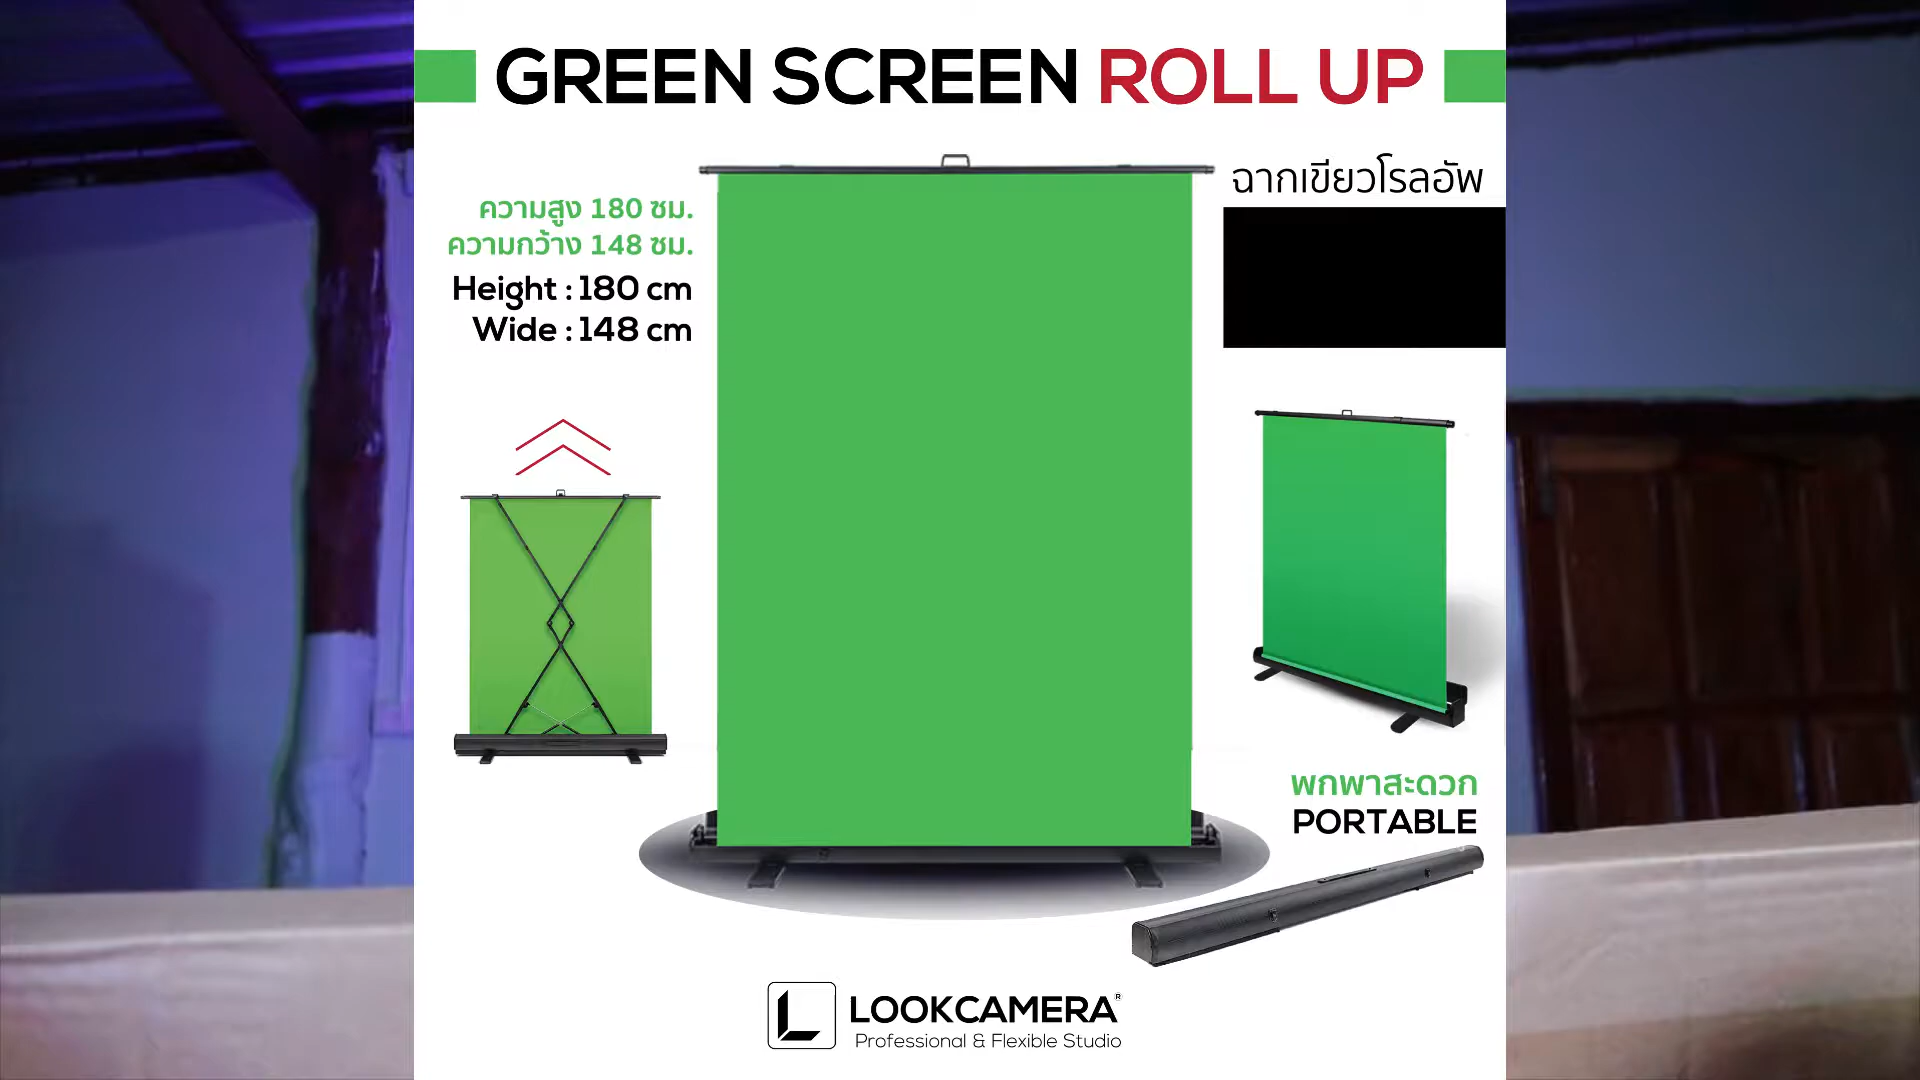 GREEN SCREEN ROLL UP
ฉากเขียวโรลอัพ
ความสูง 180 ซม.
ความกว้าง 148 ซม.
Height : 180 cm
Wide : 148 cm
พกพาสะดวก
PORTABLE
LOOKCAMERA®
Professional & Flexible Studio